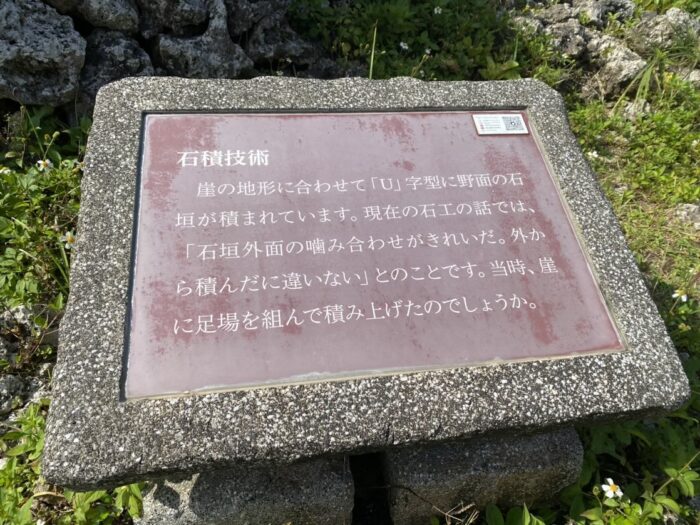 石積技術
崖の地形に合わせて「U」字型に野面の石
垣が積まれています。現在の石工の話では、
「石垣外面の噛み合わせがきれいだ。外か
ら積んだに違いない」とのことです。当時、崖
に足場を組んで積み上げたのでしょうか。